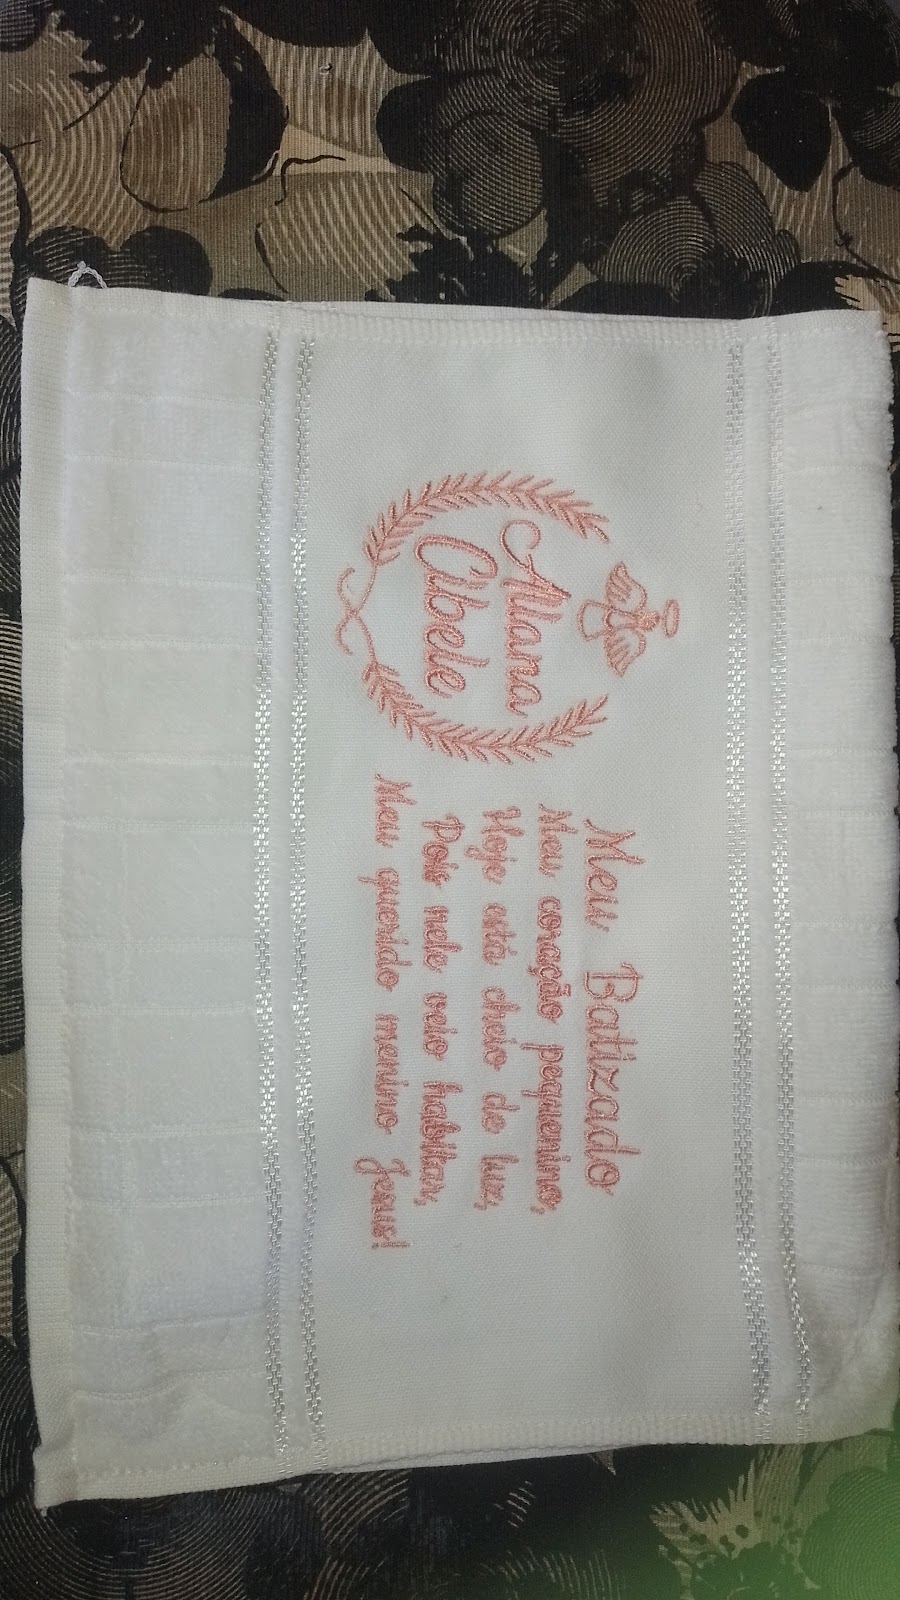 Allana
Cibele
Meu Batizado
Meu coração pequenino,
Hoje está cheio de luz,
Pois nele veio habitar,
Meu querido menino Jesus!